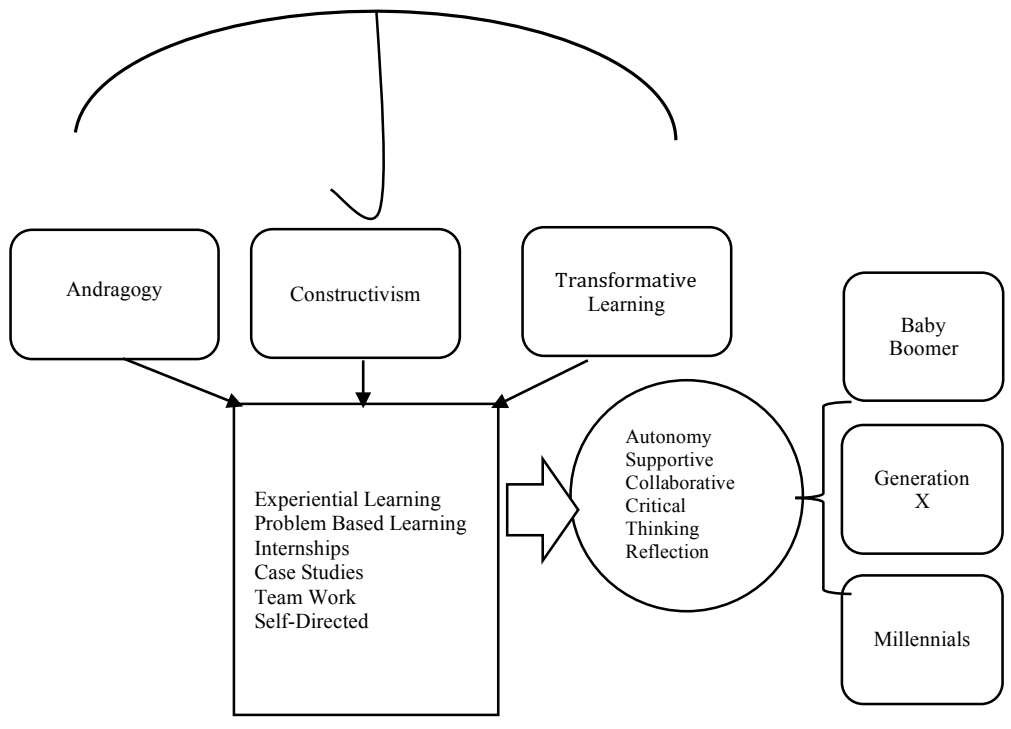 Andragogy
Constructivism
Transformative
Learning
Experiential Learning
Problem Based Learning
Internships
Case Studies
Team Work
Self-Directed
Autonomy
Supportive
Collaborative
Critical
Thinking
Reflection
Baby
Boomer
Generation
X
Millennials